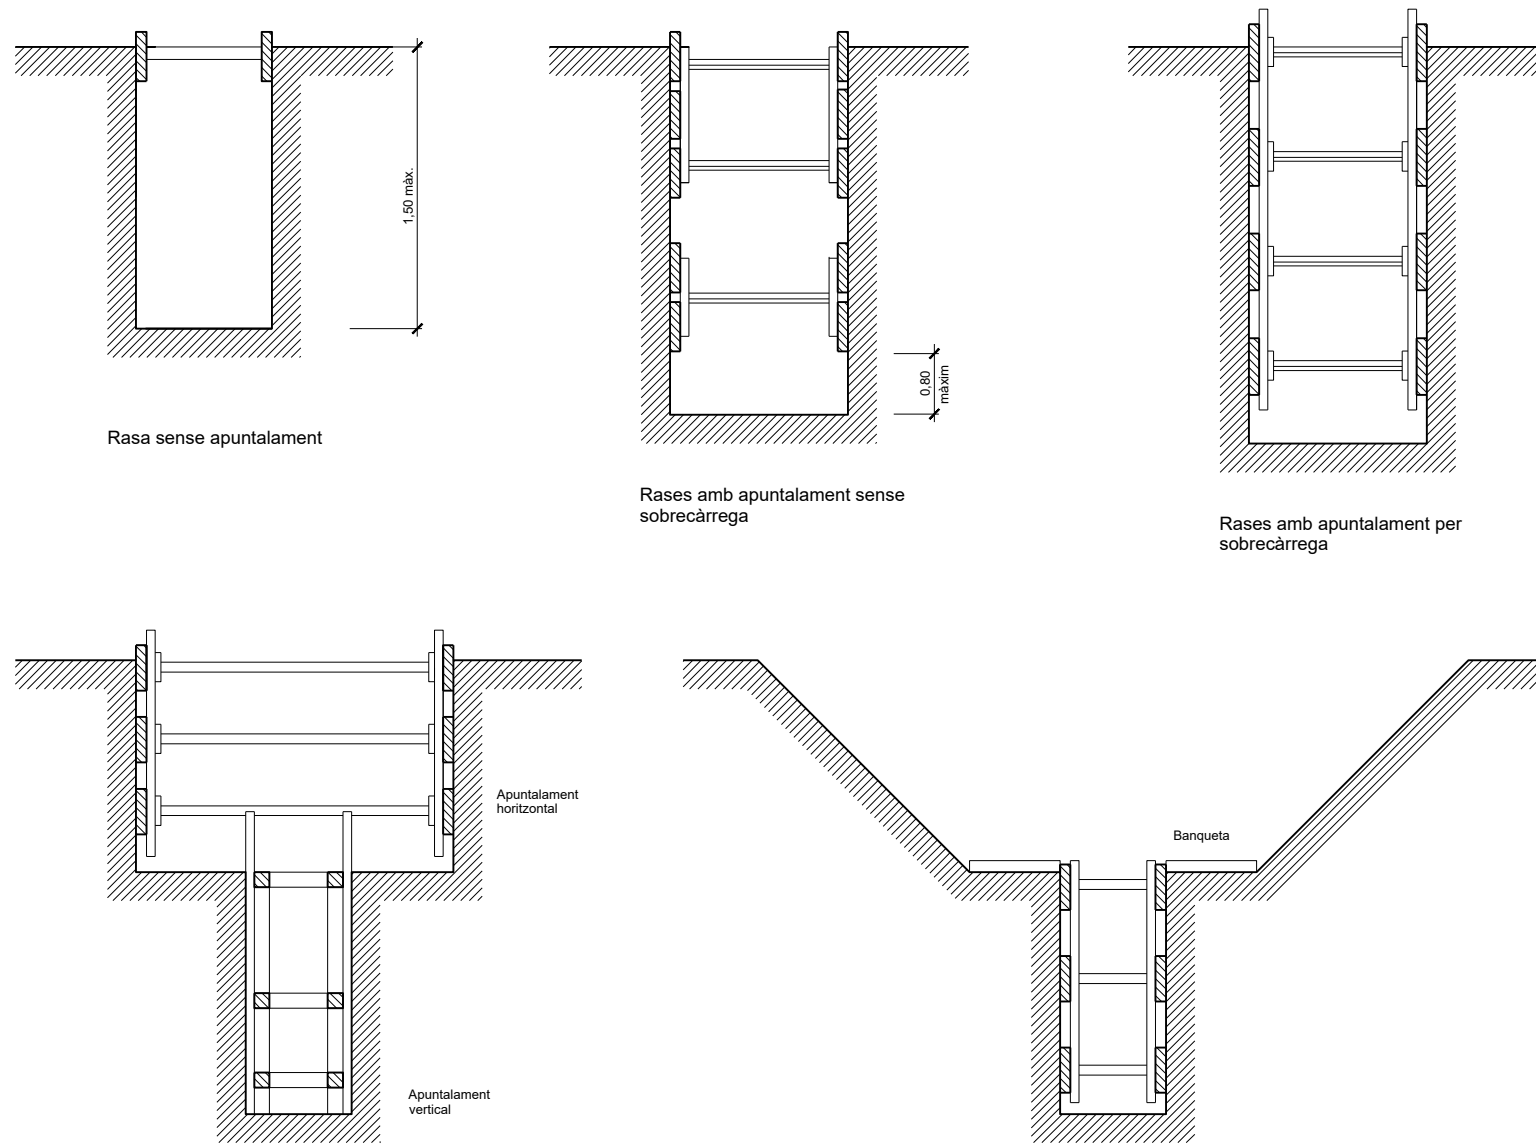 1,50 màx.
0,80
màxim
Rasa sense apuntalament
Rases amb apuntalament sense
sobrecàrrega
Rases amb apuntalament per
sobrecàrrega
Apuntalament
horitzontal
Banqueta
Apuntalament
vertical